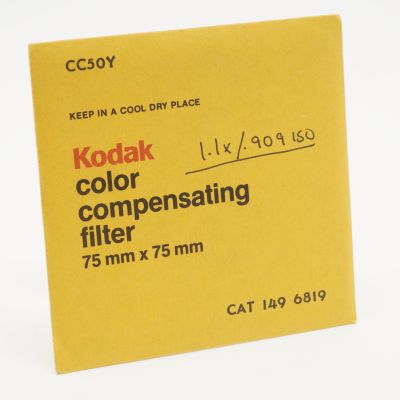 CC50Y
KEEP IN A COOL DRY PLACE
Kodak
1.1x/.909 ISO
color
compensating
filter
75 mm x 75 mm
CAT 149 6819